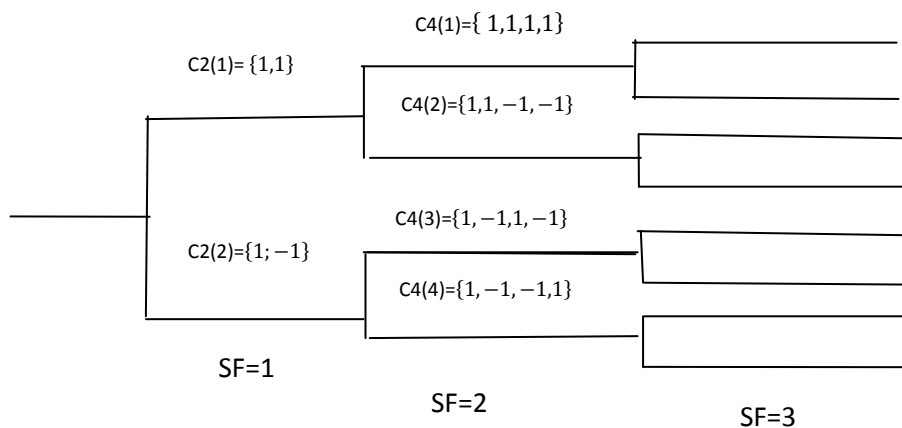 C4(1)={ 1,1,1,1}
C2(1)= {1,1}
C4(2)={1,1, −1, −1}
C4(3)={1, −1,1, −1}
C2(2)={1; −1}
C4(4)={1, −1, −1,1}
SF=1
SF=2
SF=3